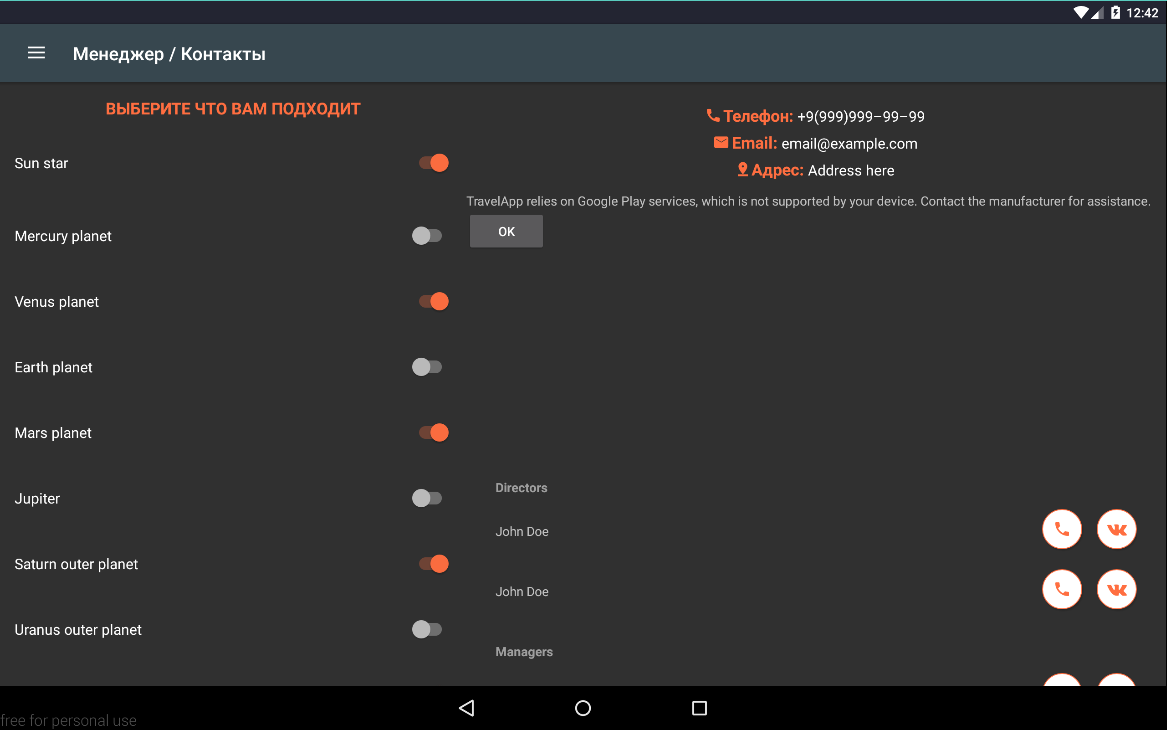 12:42
Менеджер / Контакты
ВЫБЕРИТЕ ЧТО ВАМ ПОДХОДИТ
Sun star
Mercury planet
Venus planet
Earth planet
Mars planet
Jupiter
Saturn outer planet
Uranus outer planet
Телефон: +9(999)999–99–99
Email: email@example.com
Адрес: Address here
TravelApp relies on Google Play services, which is not supported by your device. Contact the manufacturer for assistance.
OK
Directors
John Doe
John Doe
Managers
free for personal use